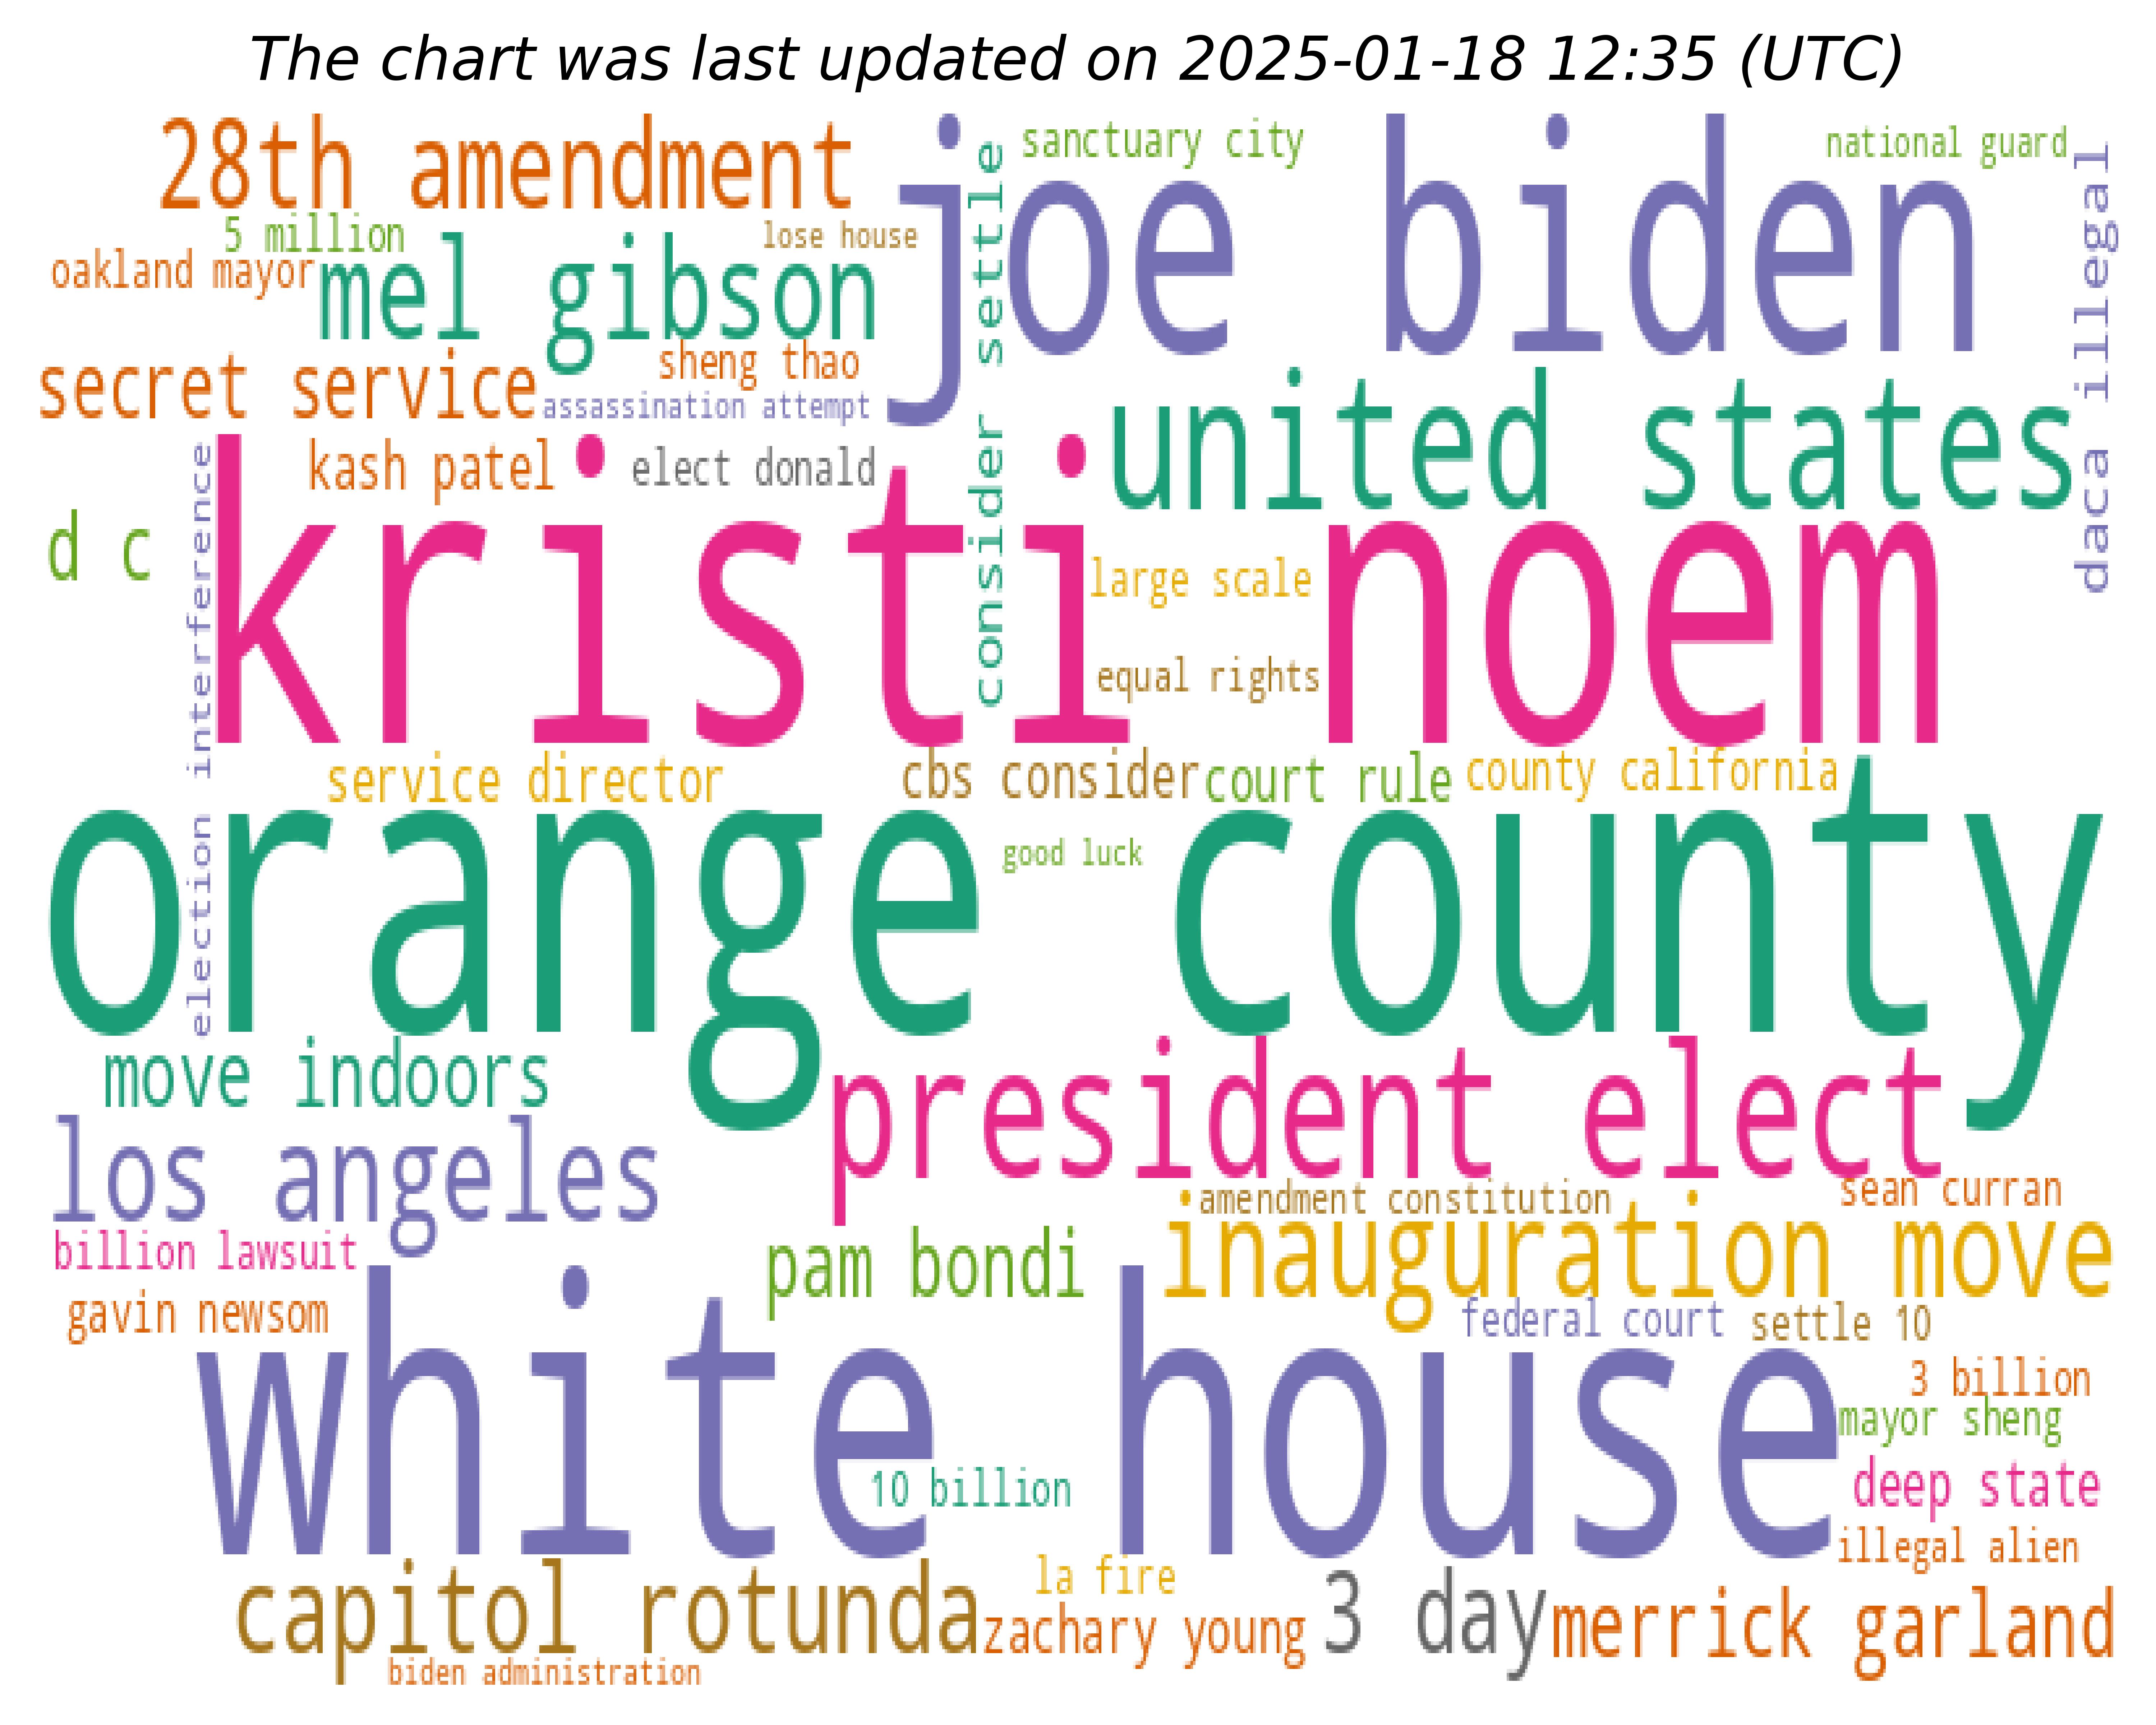 The chart was last updated on 2025-01-18 12:35 (UTC)
28th amendment
joe biden
sanctuary city
national guard
5 million
lose house
oakland mayor
mel gibson
consider settle
daca illegal
secret service
sheng thao
assassination attempt
united states
kash patel
elect donald
d c
kristi noem
large scale
equal rights
election interference
service director
cbs consider
court rule
county california
orange county
good luck
move indoors
president elect
los angeles
amendment constitution
sean curran
billion lawsuit
pam bondi
inauguration move
gavin newsom
federal court
settle 10
white house
3 billion
mayor sheng
10 billion
deep state
illegal alien
capitol rotunda
la fire
zachary young
3 day
merrick garland
biden administration